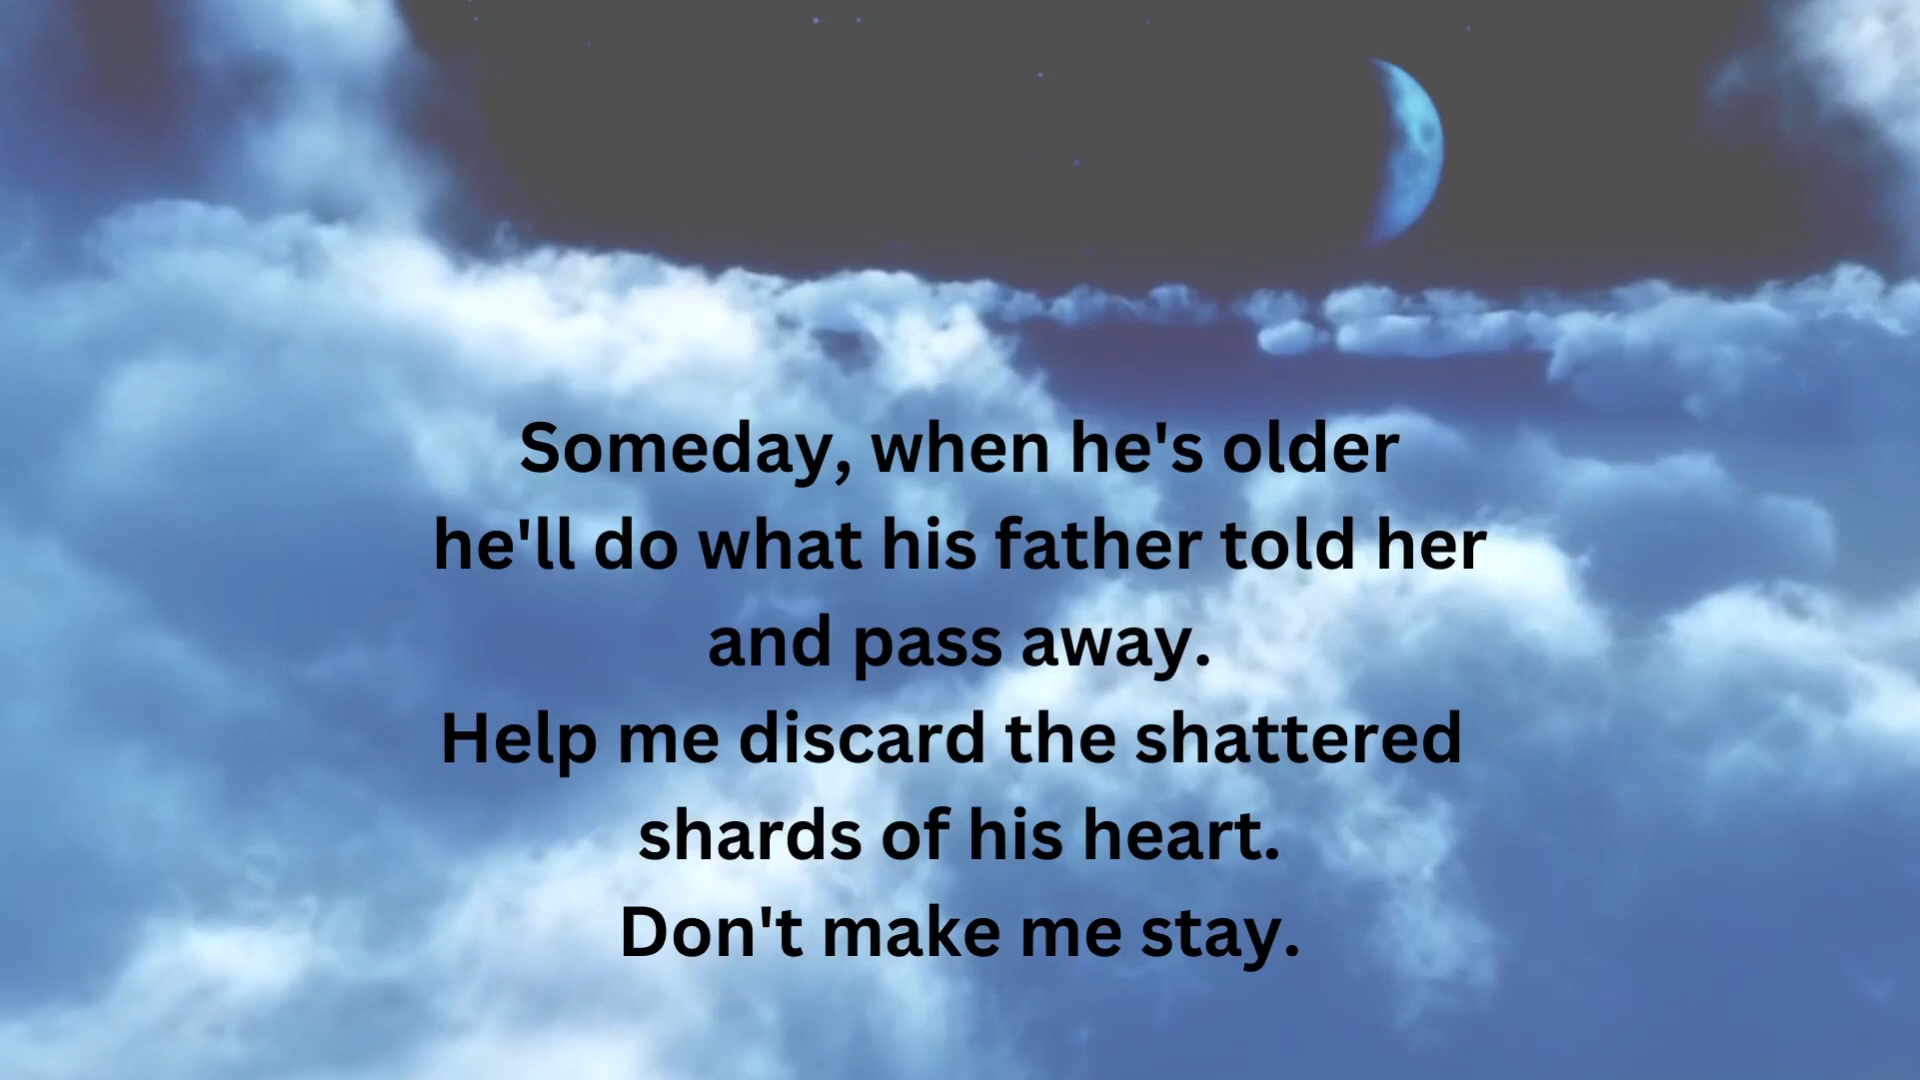 Someday, when he's older
he'll do what his father told her
and pass away.
Help me discard the shattered
shards of his heart.
Don't make me stay.